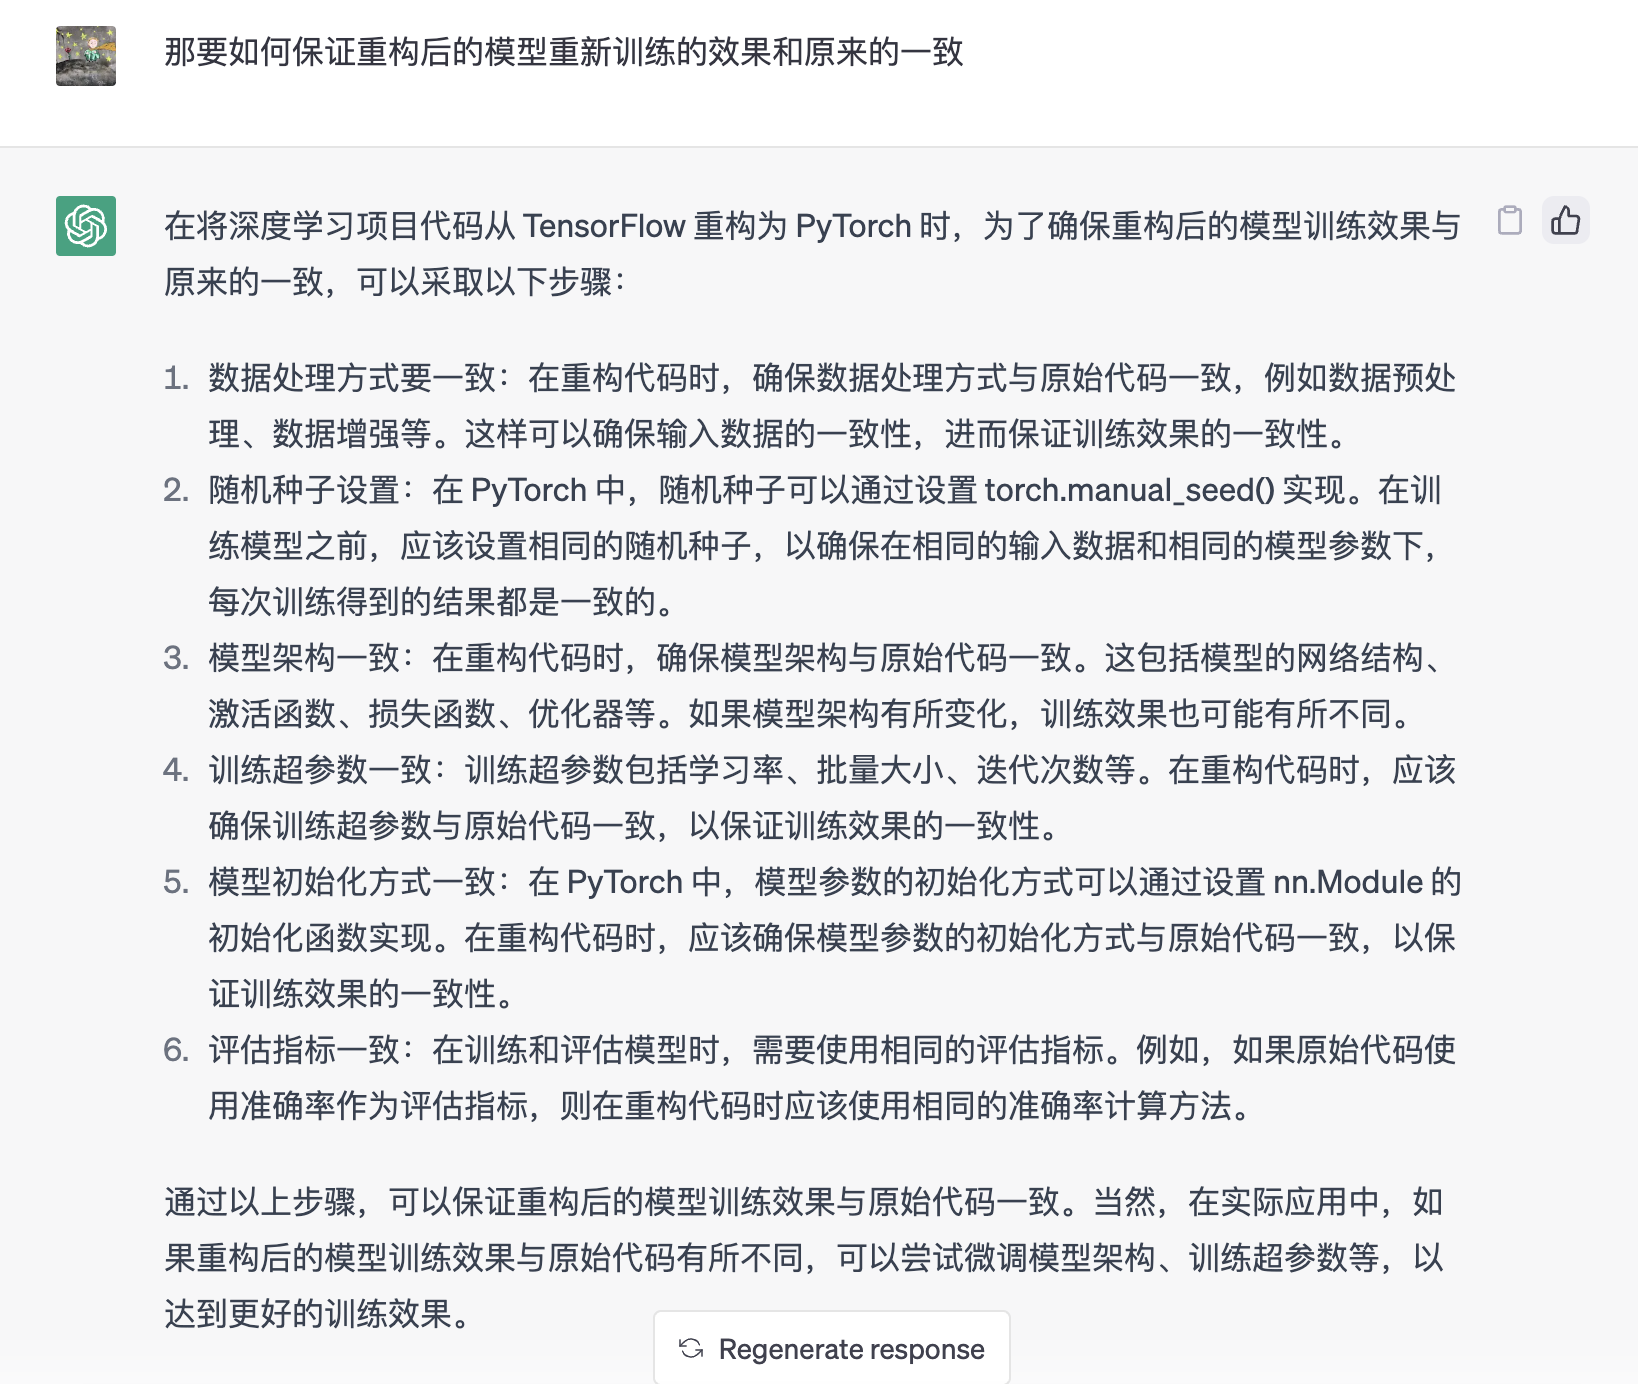 那要如何保证重构后的模型重新训练的效果和原来的一致
在将深度学习项目代码从 TensorFlow 重构为 PyTorch 时，为了确保重构后的模型训练效果与
原来的一致，可以采取以下步骤：
1. 数据处理方式要一致：在重构代码时，确保数据处理方式与原始代码一致，例如数据预处
理、数据增强等。这样可以确保输入数据的一致性，进而保证训练效果的一致性。
2. 随机种子设置：在 PyTorch 中，随机种子可以通过设置 torch.manual_seed() 实现。在训
练模型之前，应该设置相同的随机种子，以确保在相同的输入数据和相同的模型参数下，
每次训练得到的结果都是一致的。
3. 模型架构一致：在重构代码时，确保模型架构与原始代码一致。这包括模型的网络结构、
激活函数、损失函数、优化器等。如果模型架构有所变化，训练效果也可能有所不同。
4. 训练超参数一致：训练超参数包括学习率、批量大小、迭代次数等。在重构代码时，应该
确保训练超参数与原始代码一致，以保证训练效果的一致性。
5. 模型初始化方式一致：在 PyTorch 中，模型参数的初始化方式可以通过设置 nn.Module 的
初始化函数实现。在重构代码时，应该确保模型参数的初始化方式与原始代码一致，以保
证训练效果的一致性。
6. 评估指标一致：在训练和评估模型时，需要使用相同的评估指标。例如，如果原始代码使
用准确率作为评估指标，则在重构代码时应该使用相同的准确率计算方法。
通过以上步骤，可以保证重构后的模型训练效果与原始代码一致。当然，在实际应用中，如
果重构后的模型训练效果与原始代码有所不同，可以尝试微调模型架构、训练超参数等，以
达到更好的训练效果。
Regenerate response